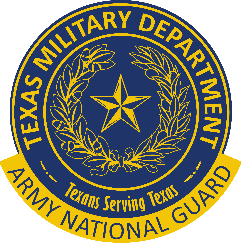 TEXAS MILITARY DEPARTMENT
Texans Serving Texas
ARMY NATIONAL GUARD